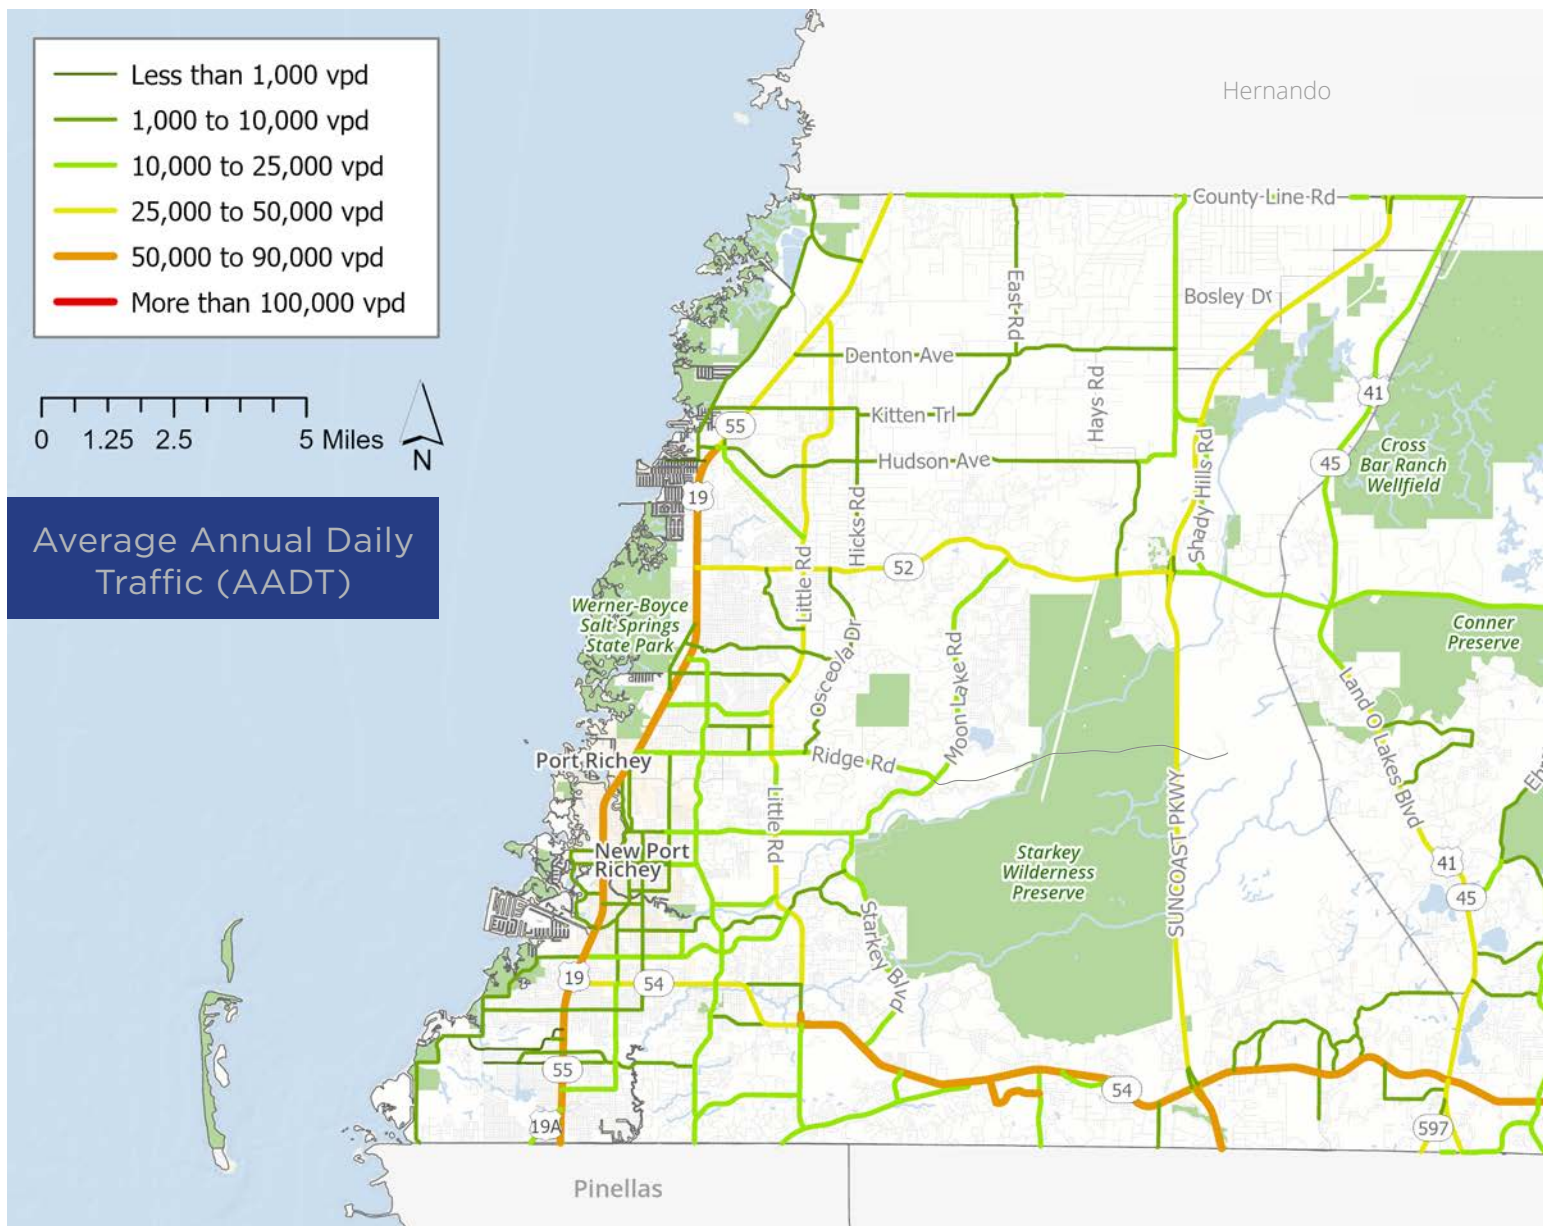 Less than 1,000 vpd
1,000 to 10,000 vpd
10,000 to 25,000 vpd
25,000 to 50,000 vpd
50,000 to 90,000 vpd
More than 100,000 vpd
0 1.25 2.5 5 Miles
N
Average Annual Daily
Traffic (AADT)
Hernando
County Line Rd
East Rd
Bosley Dr
Denton Ave
Hays Rd
41
Kitten Trl
55
Shady Hills Rd
Cross
Bar Ranch
Wellfield
Hudson Ave
45
19
Hicks Rd
Little Rd
52
Werner-Boyce
Salt Springs
State Park
Osceola Dr
Moon Lake Rd
Conner
Preserve
Land O Lakes Blvd
Port Richey
Ridge Rd
SUNCOAST PKWY
Little Rd
New Port
Richey
Starkey
Wilderness
Preserve
41
45
Starkey Blvd
19
54
55
54
19A
597
Pinellas